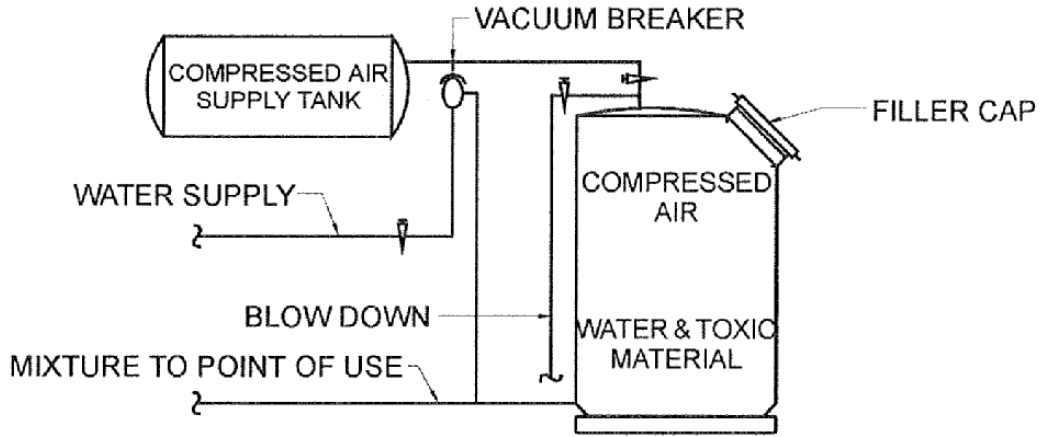 VACUUM BREAKER
COMPRESSED AIR
SUPPLY TANK
FILLER CAP
COMPRESSED
AIR
WATER SUPPLY
BLOW DOWN
WATER & TOXIC
MATERIAL
MIXTURE TO POINT OF USE